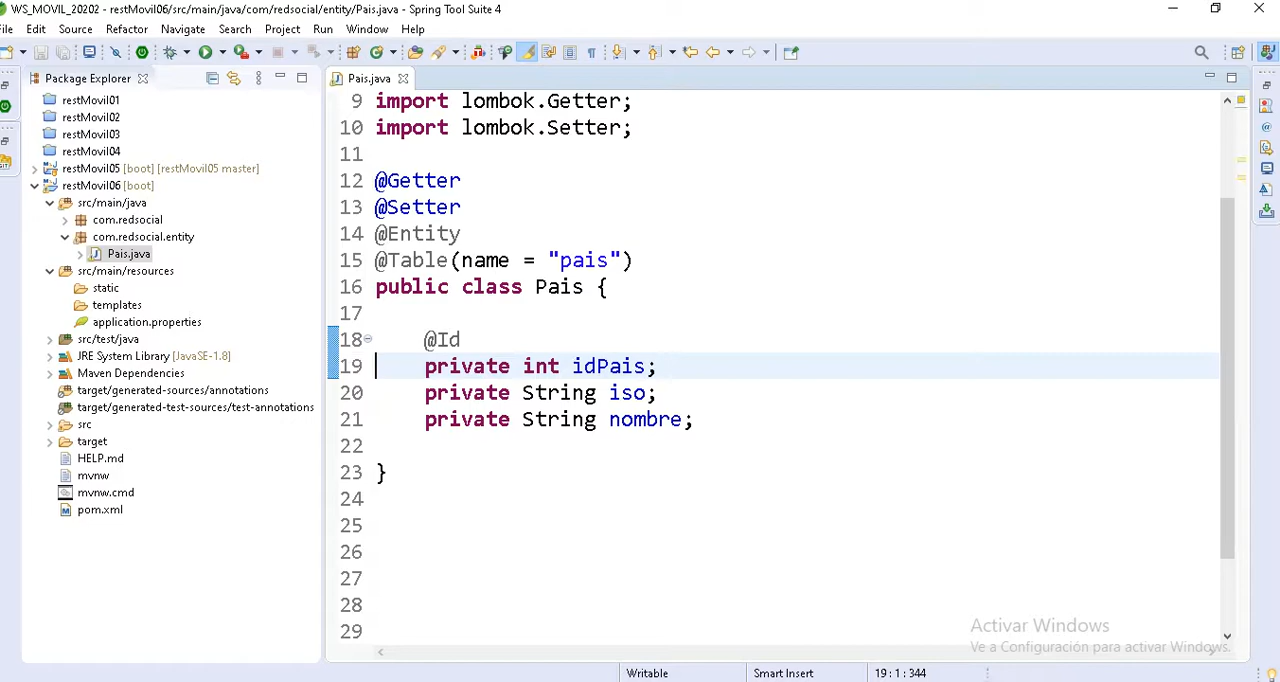 WS_MOVIL_20202 - restMovil06/src/main/java/com/redsocial/entity/Pais.java - Spring Tool Suite 4
File Edit Source Refactor Navigate Search Project Run Window Help
Package Explorer
restMovil01
restMovil02
restMovil03
restMovil04
restMovil05 [boot] [restMovil05 master]
restMovil06 [boot]
src/main/java
com.redsocial
com.redsocial.entity
Pais.java
src/main/resources
static
templates
application.properties
src/test/java
JRE System Library [JavaSE-1.8]
Maven Dependencies
target/generated-sources/annotations
target/generated-test-sources/test-annotations
src
target
HELP.md
mvnw
mvnw.cmd
pom.xml
Pais.java
9 import lombok.Getter;
10 import lombok.Setter;
11
12 @Getter
13 @Setter
14 @Entity
15 @Table(name = "pais")
16 public class Pais {
17
18 @Id
19 private int idPais;
20 private String iso;
21 private String nombre;
22
23 }
24
25
26
27
28
29
Activar Windows
Ve a Configuración para activar Windows.
Writable Smart Insert 19 : 1 : 344